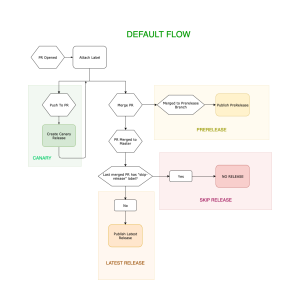 DEFAULT FLOW
PR Opened
Attach Label
Push To PR
Merge PR
Merged to Prerelease
Branch
Publish PreRelease
PRERELEASE
Create Canary
Release
CANARY
PR Merged to
Master
Last merged PR has "skip
release" label?
Yes
NO RELEASE!
SKIP RELEASE
No
Publish Latest
Release
LATEST RELEASE